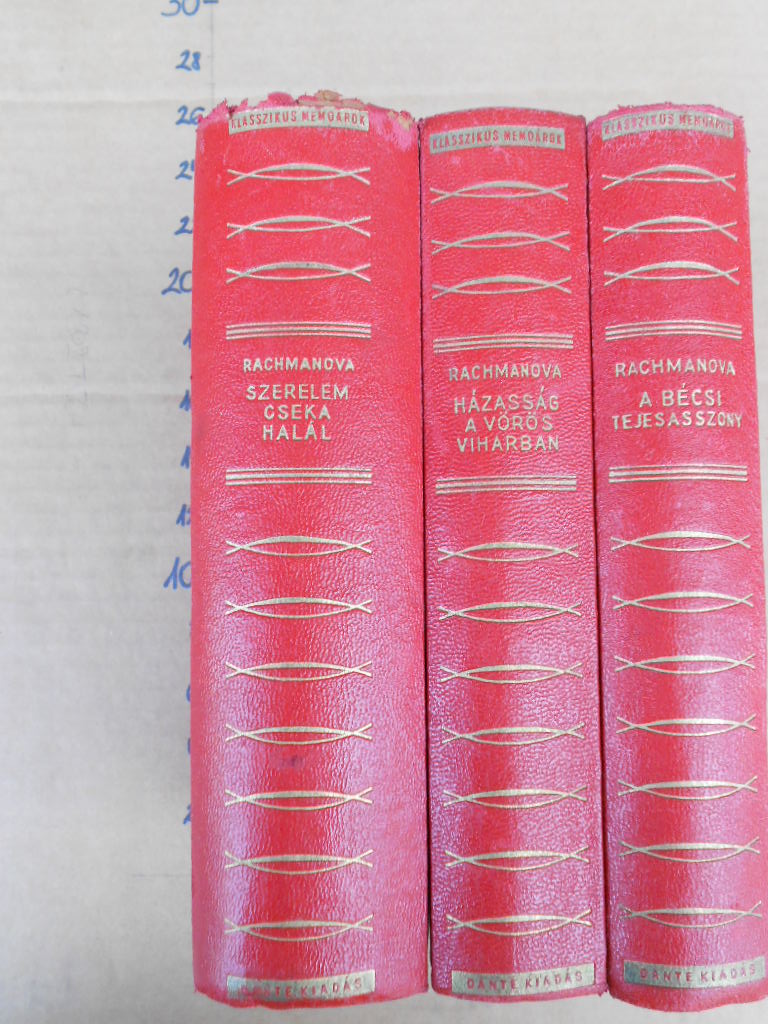 30-
28
26
20
10
KLASSZIKUS MEMOÁROK
RACHMANOVA
SZERELEM
CSEKA
HALÁL
DANTE KIADÁS
KLASSZIKUS MEMOÁROK
RACHMANOVA
HÁZASSÁG
A VÖRÖS
VIHARBAN
DANTE KIADÁS
KLASSZIKUS MEMOÁROK
RACHMANOVA
A BÉCSI
TEJESASSZONY
DANTE KIADÁS